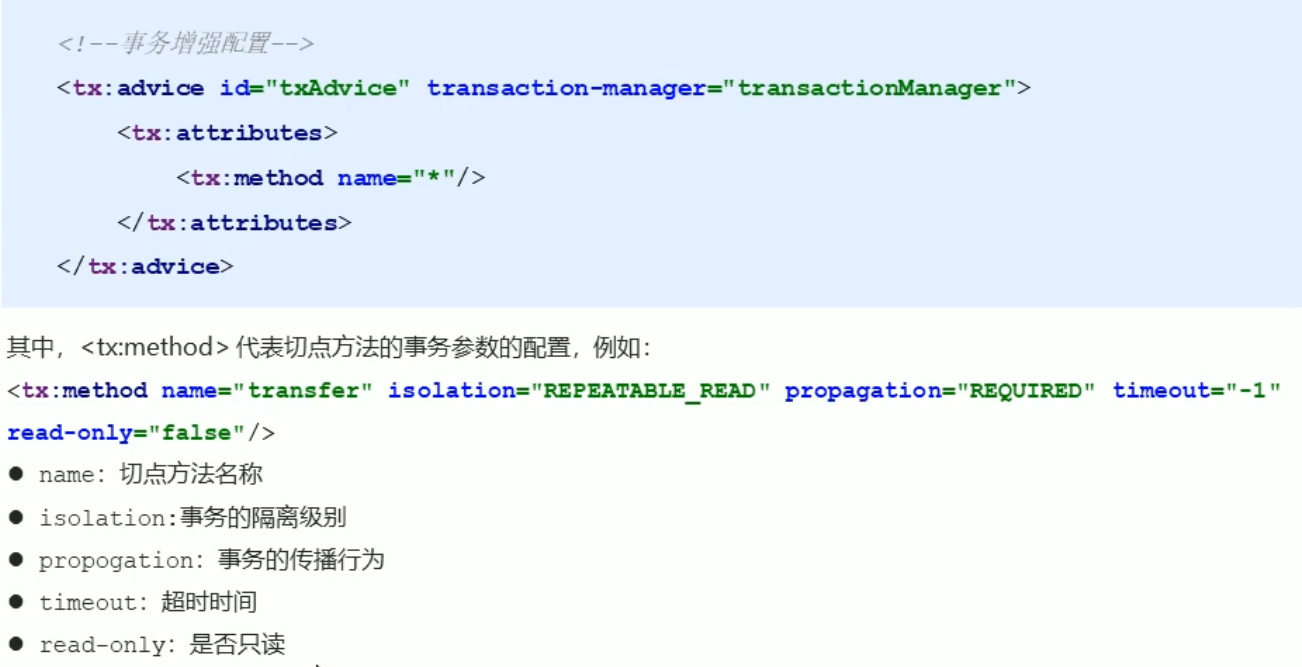 <!--事务增强配置-->
<tx:advice id="txAdvice" transaction-manager="transactionManager">
<tx:attributes>
<tx:method name="*"/>
</tx:attributes>
</tx:advice>
其中，<tx:method> 代表切点方法的事务参数的配置，例如：
<tx:method name="transfer" isolation="REPEATABLE_READ" propagation="REQUIRED" timeout="-1"
read-only="false"/>
● name：切点方法名称
● isolation:事务的隔离级别
● propogation：事务的传播行为
● timeout：超时时间
● read-only：是否只读